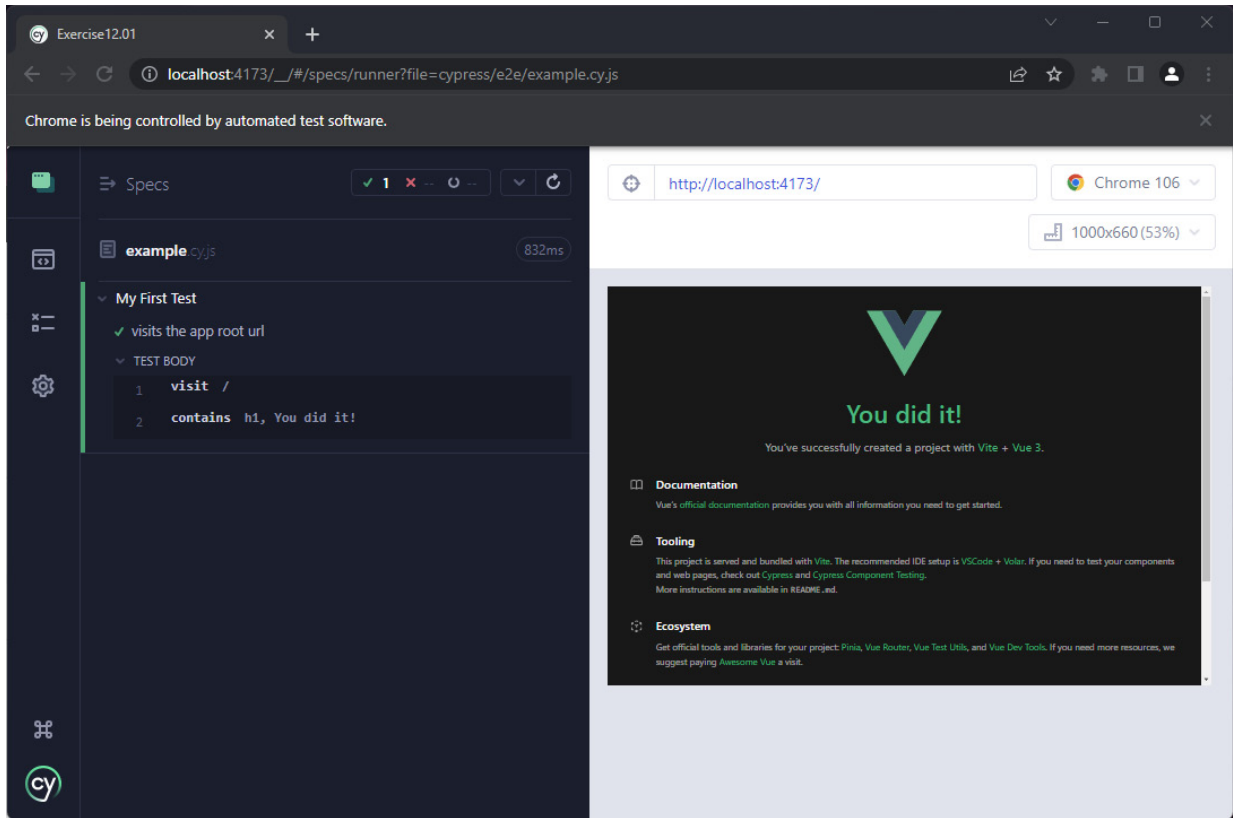 cy Exercise12.01
localhost:4173/__/#/specs/runner?file=cypress/e2e/example.cy.js
Chrome is being controlled by automated test software.
Specs
1 -- --
example.cy.js 832ms
My First Test
visits the app root url
TEST BODY
1 visit /
2 contains h1, You did it!
cy
http://localhost:4173/ Chrome 106
1000x660 (53%)
You did it!
You've successfully created a project with Vite + Vue 3.
Documentation
Vue's official documentation provides you with all information you need to get started.
Tooling
This project is served and bundled with Vite. The recommended IDE setup is VSCode + Volar. If you need to test your components
and web pages, check out Cypress and Cypress Component Testing.
More instructions are available in README.md.
Ecosystem
Get official tools and libraries for your project: Pinia, Vue Router, Vue Test Utils, and Vue Dev Tools. If you need more resources, we
suggest paying Awesome Vue a visit.